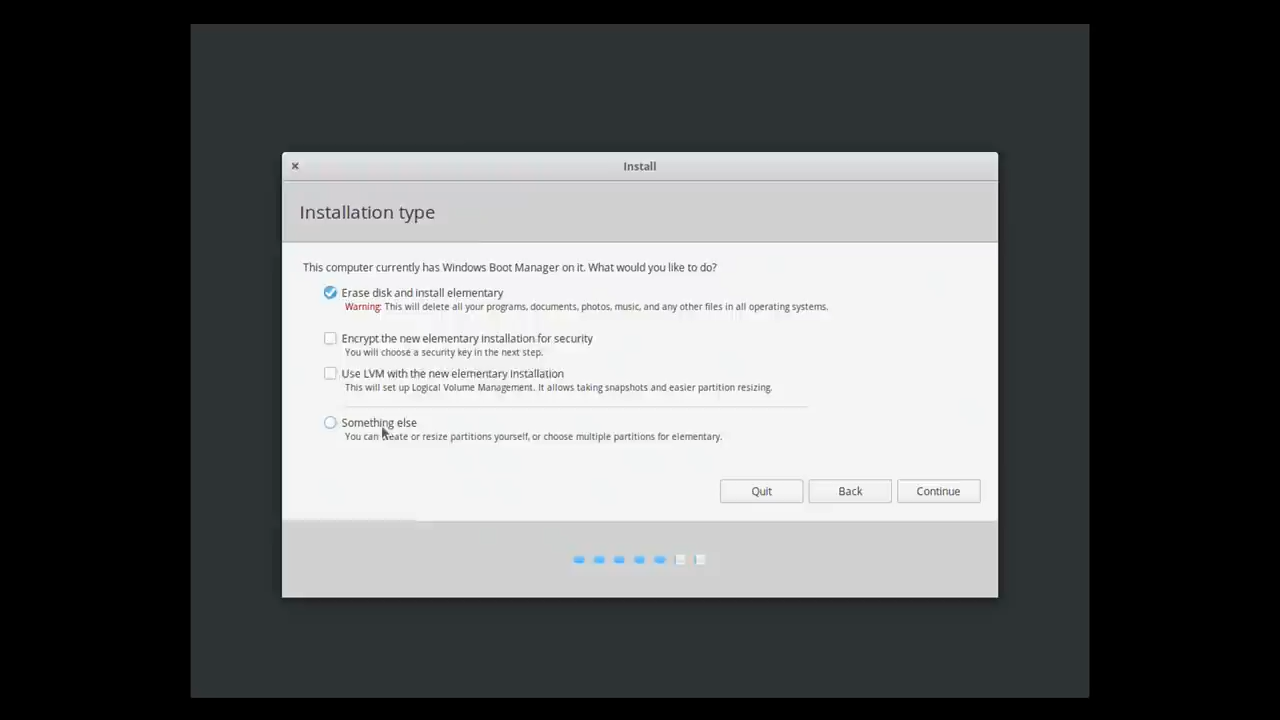 Install
Installation type
This computer currently has Windows Boot Manager on it. What would you like to do?
Erase disk and install elementary
Warning: This will delete all your programs, documents, photos, music, and any other files in all operating systems.
Encrypt the new elementary installation for security
You will choose a security key in the next step.
Use LVM with the new elementary installation
This will set up Logical Volume Management. It allows taking snapshots and easier partition resizing.
Something else
You can create or resize partitions yourself, or choose multiple partitions for elementary.
Quit
Back
Continue